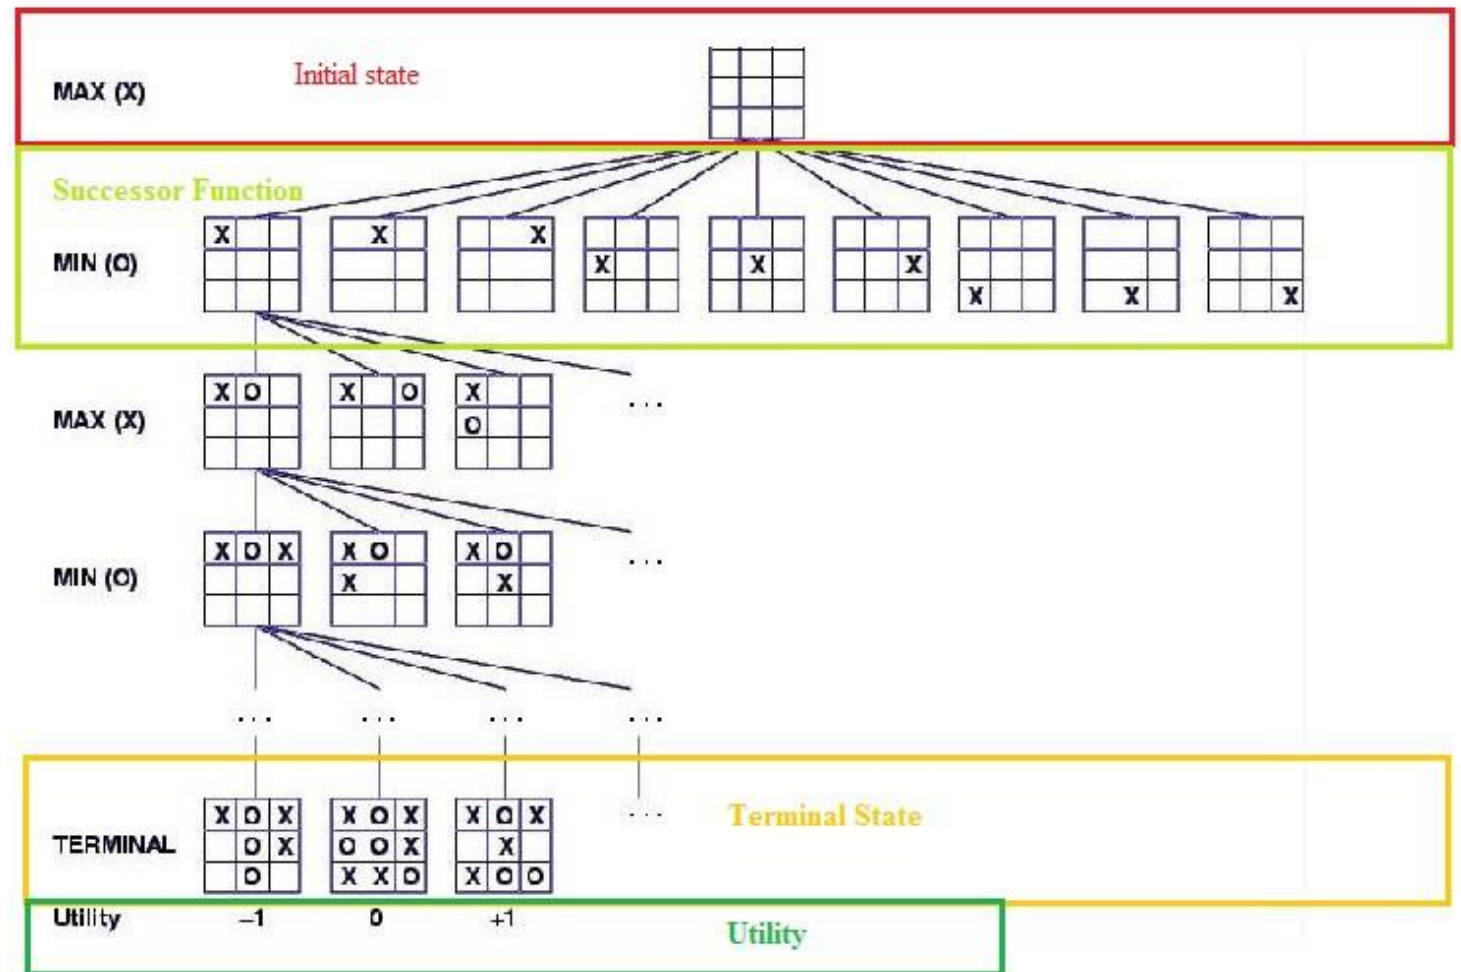 Initial state
MAX (X)
Successor Function
MIN (O)
X X X X X X X X X
MAX (X)
X O X O X
O
...
MIN (O)
X O X X O X O
X X
...
... ... ... ...
TERMINAL
X O X X O X X O X
O X O O X X
O X X O X O O
...
Terminal State
Utility
-1 0 +1
Utility